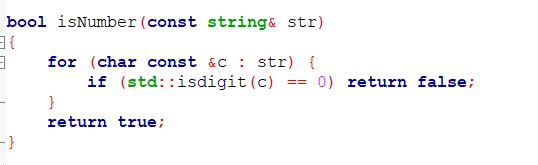 bool isNumber(const string& str)
{
    for (char const &c : str) {
        if (std::isdigit(c) == 0) return false;
    }
    return true;
}